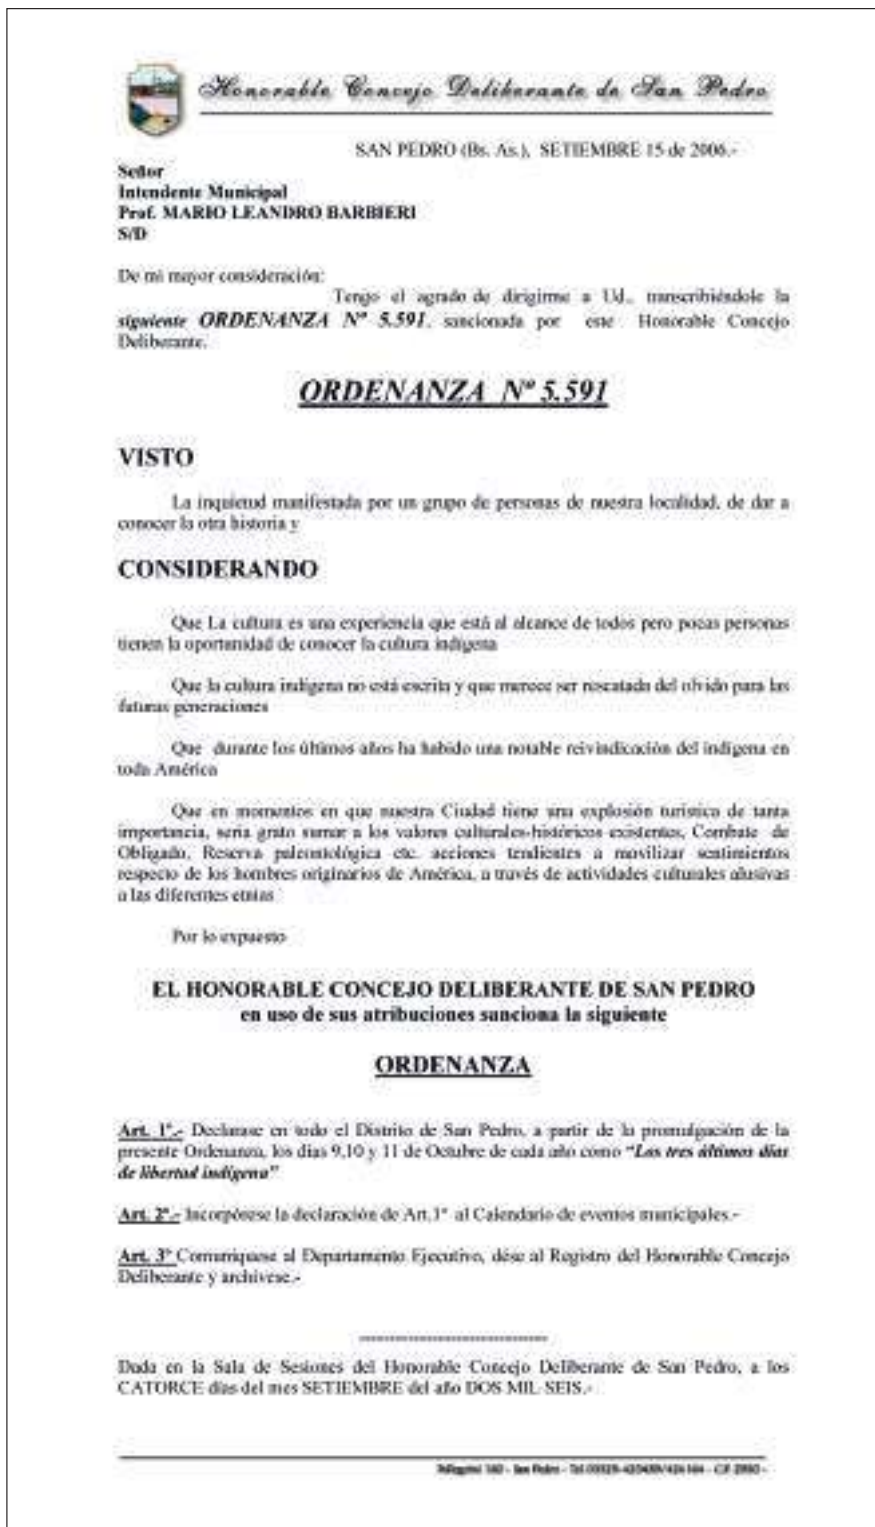 Honorable Concejo Deliberante de San Pedro
SAN PEDRO (Bs. As.), SETIEMBRE 15 de 2006.-
Señor
Intendente Municipal
Prof. MARIO LEANDRO BARBIERI
S/D
De mi mayor consideración:
Tengo el agrado de dirigirme a Ud., transcribiéndole la
siguiente ORDENANZA Nº 5.591, sancionada por este Honorable Concejo
Deliberante.
ORDENANZA Nº 5.591
VISTO
La inquietud manifestada por un grupo de personas de nuestra localidad, de dar a
conocer la otra historia y
CONSIDERANDO
Que La cultura es una experiencia que está al alcance de todos pero pocas personas
tienen la oportunidad de conocer la cultura indígena
Que la cultura indígena no está escrita y que merece ser rescatada del olvido para las
futuras generaciones
Que durante los últimos años ha habido una notable reivindicación del indígena en
toda América
Que en momentos en que nuestra Ciudad tiene una explosión turística de tanta
importancia, sería grato sumar a los valores culturales-históricos existentes, Combate de
Obligado, Reserva paleontológica etc. acciones tendientes a movilizar sentimientos
respecto de los hombres originarios de América, a través de actividades culturales alusivas
a las diferentes etnias
Por lo expuesto
EL HONORABLE CONCEJO DELIBERANTE DE SAN PEDRO
en uso de sus atribuciones sanciona la siguiente
ORDENANZA
Art. 1º.- Declarase en todo el Distrito de San Pedro, a partir de la promulgación de la
presente Ordenanza, los días 9,10 y 11 de Octubre de cada año como "Los tres últimos días
de libertad indígena"
Art. 2º.- Incorpórese la declaración de Art.1º al Calendario de eventos municipales.-
Art. 3º Comuníquese al Departamento Ejecutivo, dése al Registro del Honorable Concejo
Deliberante y archívese.-
--------------------------------
Dada en la Sala de Sesiones del Honorable Concejo Deliberante de San Pedro, a los
CATORCE días del mes SETIEMBRE del año DOS MIL SEIS.-
Pellegrini - San Pedro - Tel - C.P. 2930 -